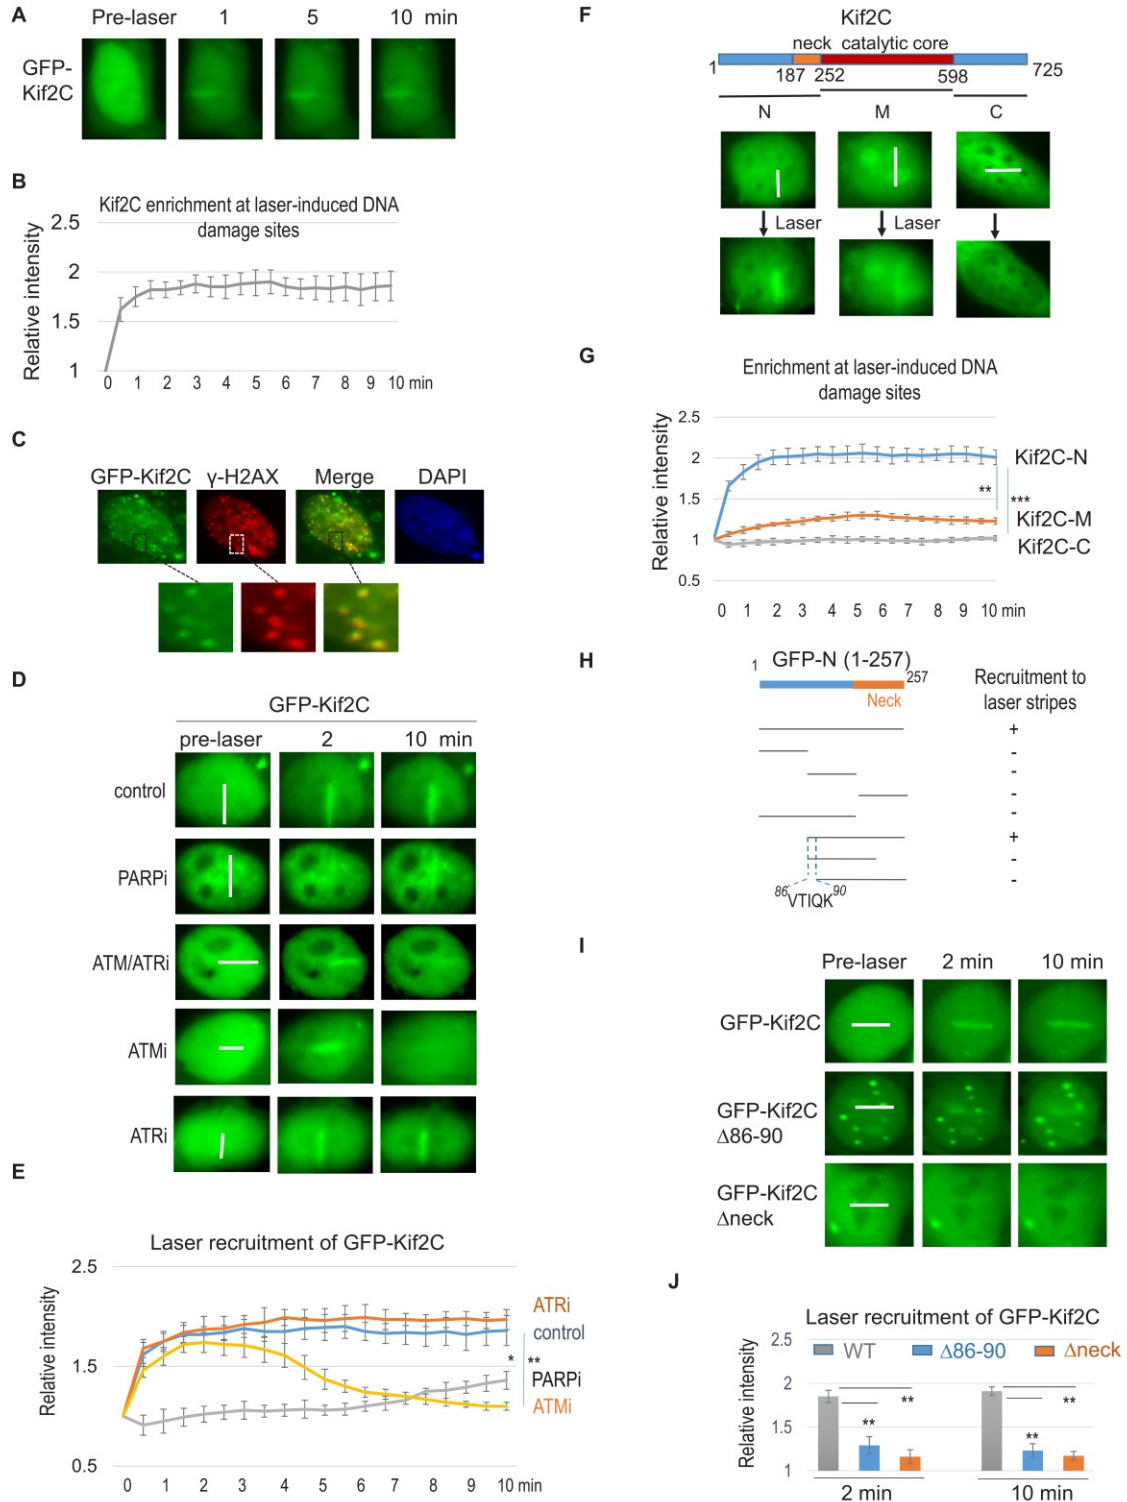 A
Pre-laser 1 5 10 min
GFP-
Kif2C
B
Kif2C enrichment at laser-induced DNA
damage sites
Relative intensity
2.5
2
1.5
1
0 1 2 3 4 5 6 7 8 9 10 min
C
GFP-Kif2C γ-H2AX Merge DAPI
D
GFP-Kif2C
pre-laser 2 10 min
control
PARPi
ATM/ATRi
ATMi
ATRi
E
Laser recruitment of GFP-Kif2C
Relative intensity
2.5
1.5
0.5
0 1 2 3 4 5 6 7 8 9 10 min
ATRi
control
* **
PARPi
ATMi
F
Kif2C
neck catalytic core
1 187 252 598 725
N M C
Laser Laser
G
Enrichment at laser-induced DNA
damage sites
Relative intensity
2.5
2
1.5
1
0.5
0 1 2 3 4 5 6 7 8 9 10 min
Kif2C-N
** ***
Kif2C-M
Kif2C-C
H
GFP-N (1-257)
1 257
Neck
Recruitment to
laser stripes
+
-
-
-
-
+
-
-
86 VTIQK 90
I
Pre-laser 2 min 10 min
GFP-Kif2C
GFP-Kif2C
Δ86-90
GFP-Kif2C
Δneck
J
Laser recruitment of GFP-Kif2C
Relative intensity
2.5
2
1.5
1
WT Δ86-90 Δneck
** **
** **
2 min 10 min